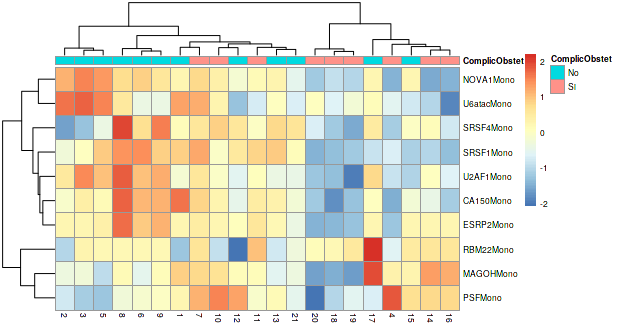 ComplicObstet
NOVA1Mono
U6atacMono
SRSF4Mono
SRSF1Mono
U2AF1Mono
CA150Mono
ESRP2Mono
RBM22Mono
MAGOHMono
PSFMono
2 3 5 8 6 9 1 7 10 12 11 13 21 20 18 19 17 4 15 14 16
2
1
0
-1
-2
ComplicObstet
No
SI